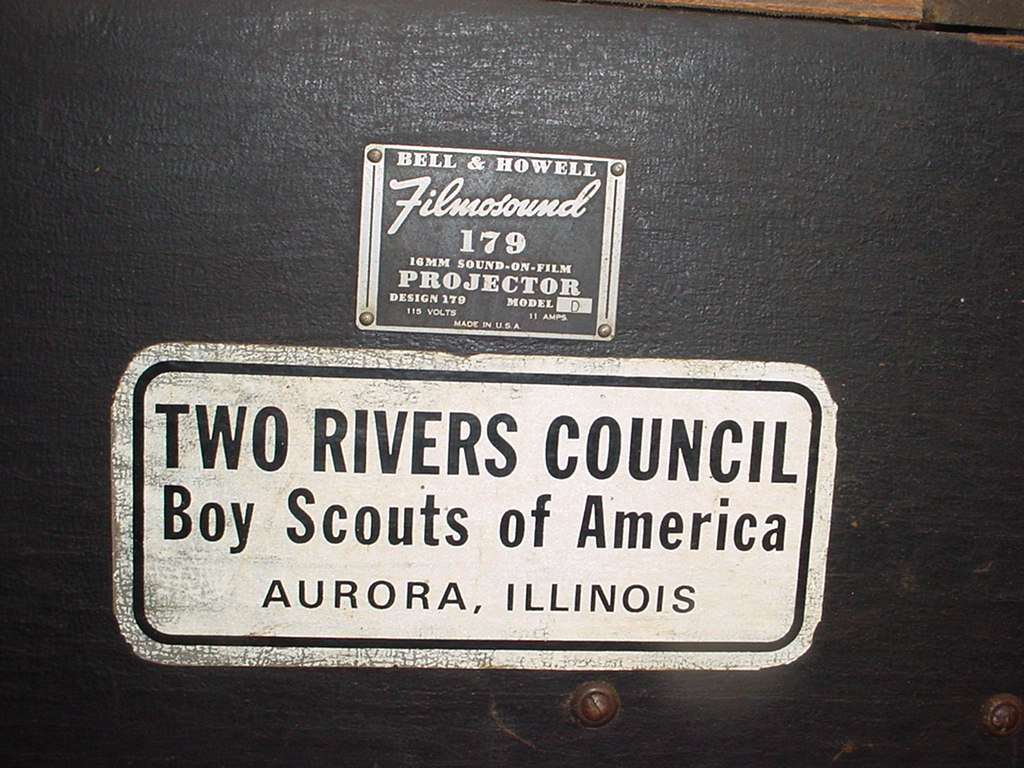 BELL & HOWELL
Filmosound
179
16MM SOUND-ON-FILM
PROJECTOR
DESIGN 179 MODEL D
115 VOLTS 11 AMPS.
MADE IN U.S.A.
TWO RIVERS COUNCIL
Boy Scouts of America
AURORA, ILLINOIS